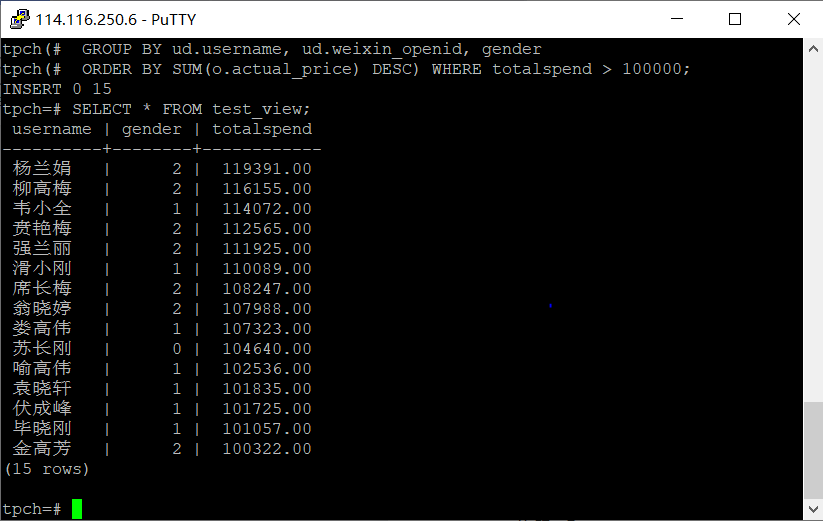 114.116.250.6 - PuTTY
tpch(#  GROUP BY ud.username, ud.weixin_openid, gender
tpch(#  ORDER BY SUM(o.actual_price) DESC) WHERE totalspend > 100000;
INSERT 0 15
tpch=# SELECT * FROM test_view;
 username | gender | totalspend
----------+--------+------------
 杨兰娟   |      2 |  119391.00
 柳高梅   |      2 |  116155.00
 韦小全   |      1 |  114072.00
 贲艳梅   |      2 |  112565.00
 强兰丽   |      2 |  111925.00
 滑小刚   |      1 |  110089.00
 席长梅   |      2 |  108247.00
 翁晓婷   |      2 |  107988.00
 娄高伟   |      1 |  107323.00
 苏长刚   |      0 |  104640.00
 喻高伟   |      1 |  102536.00
 袁晓轩   |      1 |  101835.00
 伏成峰   |      1 |  101725.00
 毕晓刚   |      1 |  101057.00
 金高芳   |      2 |  100322.00
(15 rows)
tpch=#